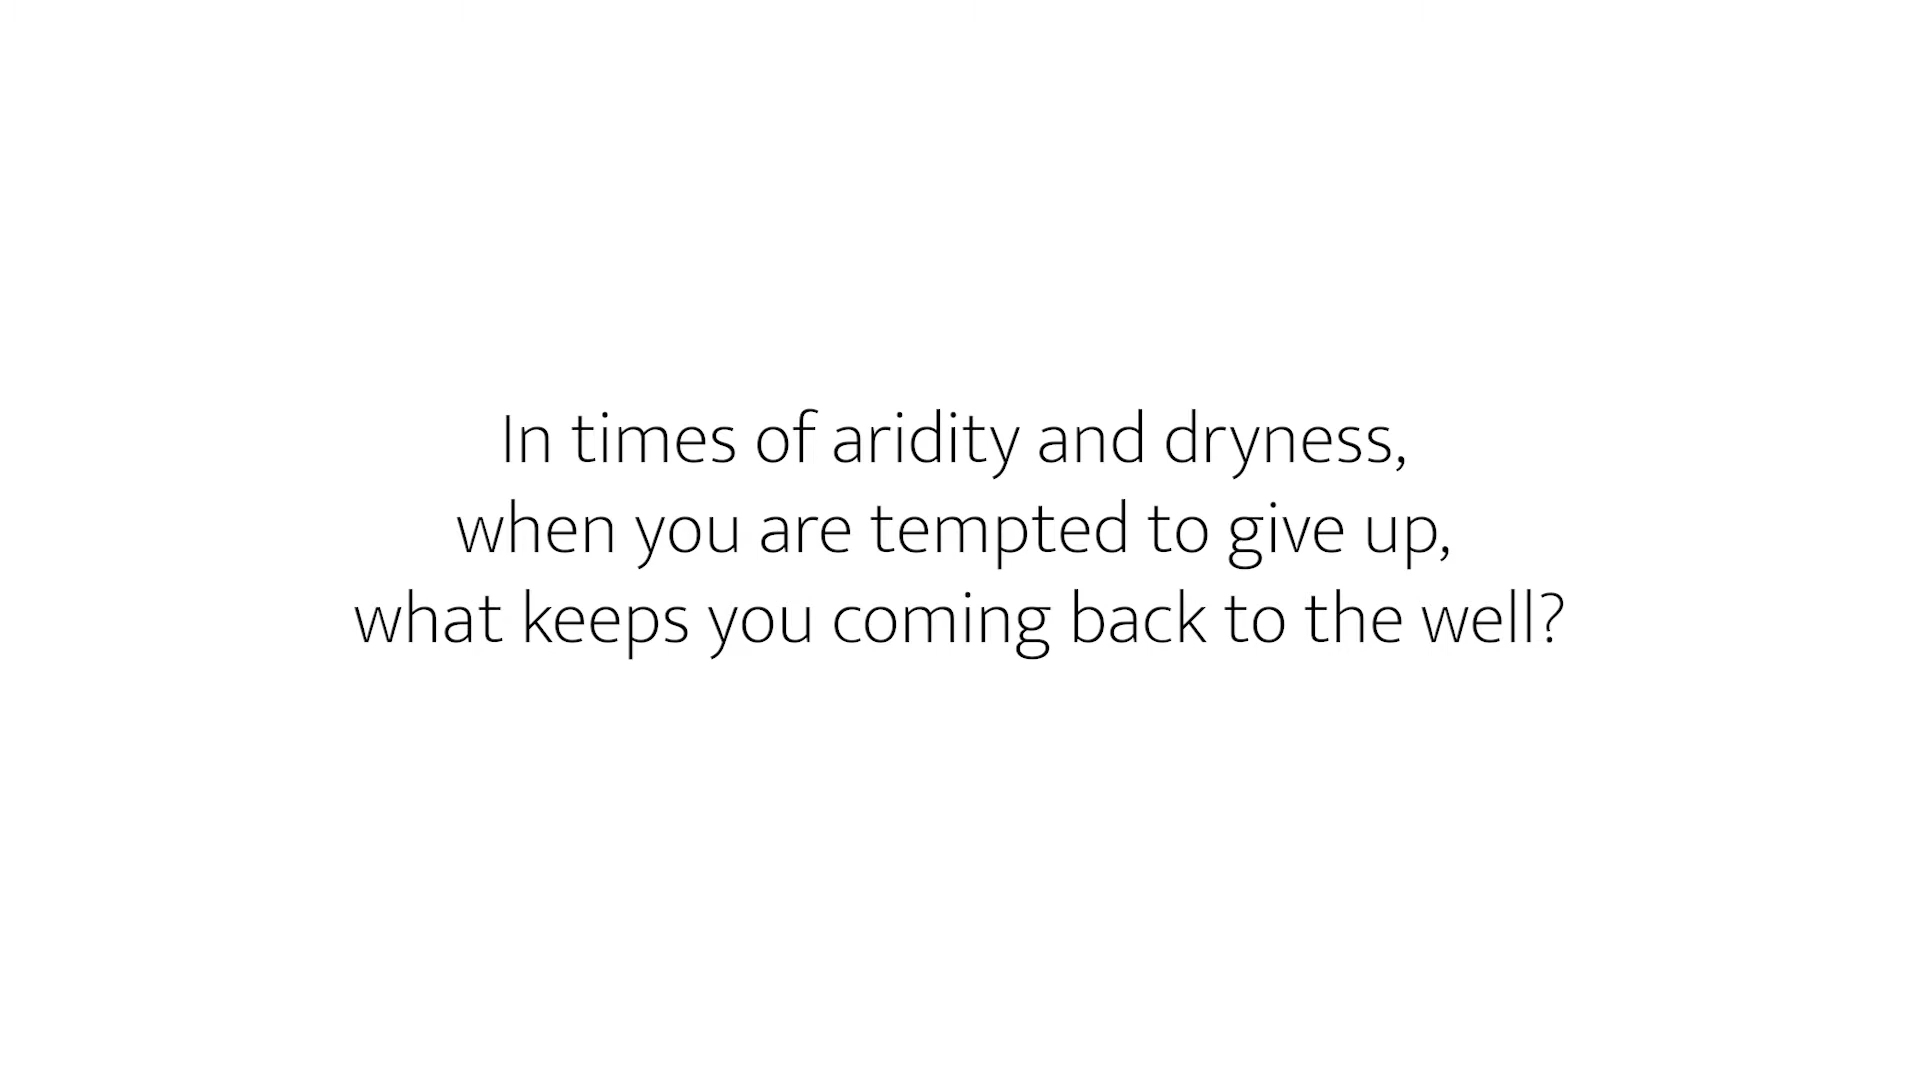 In times of aridity and dryness,
when you are tempted to give up,
what keeps you coming back to the well?